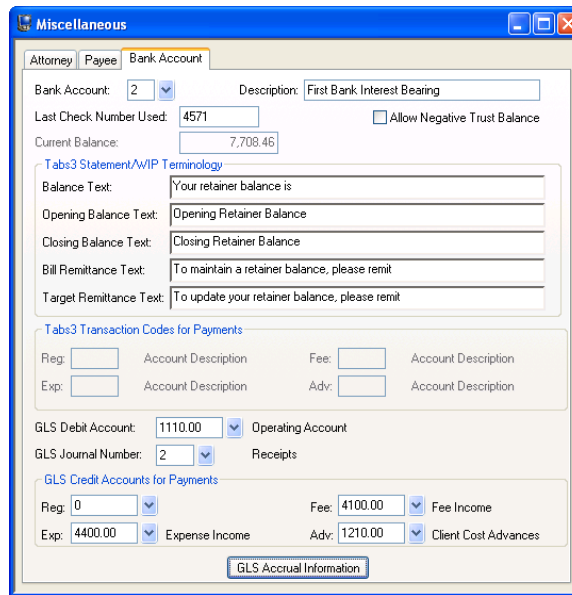 Miscellaneous
Attorney Payee Bank Account
Bank Account: 2 Description: First Bank Interest Bearing
Last Check Number Used: 4571 Allow Negative Trust Balance
Current Balance: 7,708.46
Tabs3 Statement/WIP Terminology
Balance Text: Your retainer balance is
Opening Balance Text: Opening Retainer Balance
Closing Balance Text: Closing Retainer Balance
Bill Remittance Text: To maintain a retainer balance, please remit
Target Remittance Text: To update your retainer balance, please remit
Tabs3 Transaction Codes for Payments
Reg: Account Description Fee: Account Description
Exp: Account Description Adv: Account Description
GLS Debit Account: 1110.00 Operating Account
GLS Journal Number: 2 Receipts
GLS Credit Accounts for Payments
Reg: 0 Fee: 4100.00 Fee Income
Exp: 4400.00 Expense Income Adv: 1210.00 Client Cost Advances
GLS Accrual Information